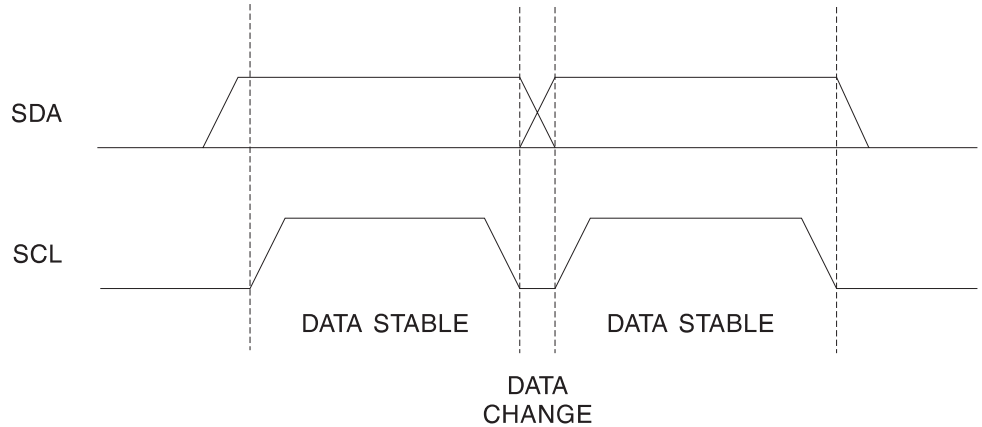 SDA
SCL
DATA STABLE
DATA STABLE
DATA
CHANGE